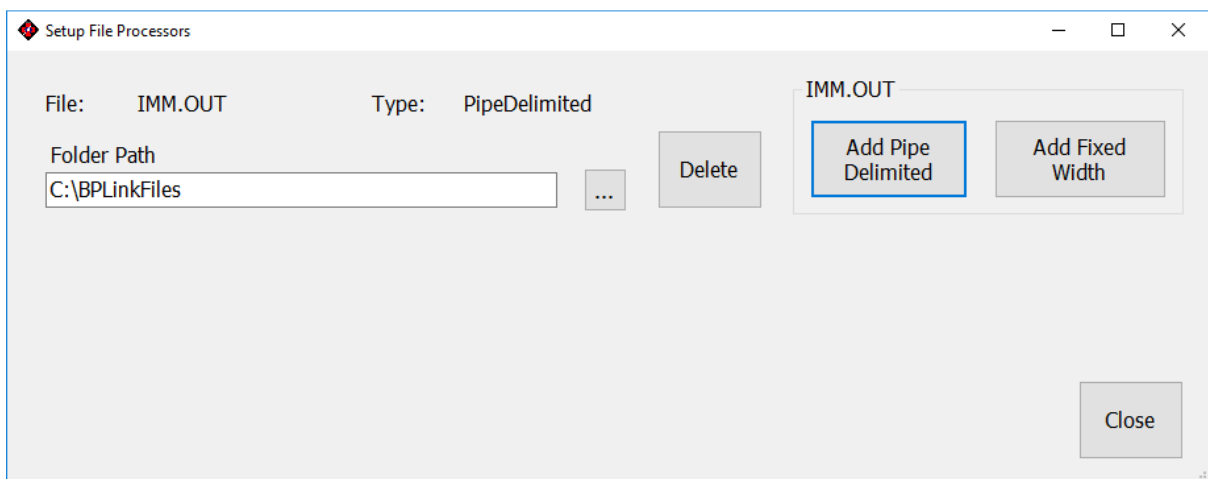 Setup File Processors
File: IMM.OUT Type: PipeDelimited
Folder Path
C:\BPLinkFiles
...
Delete
IMM.OUT
Add Pipe
Delimited
Add Fixed
Width
Close